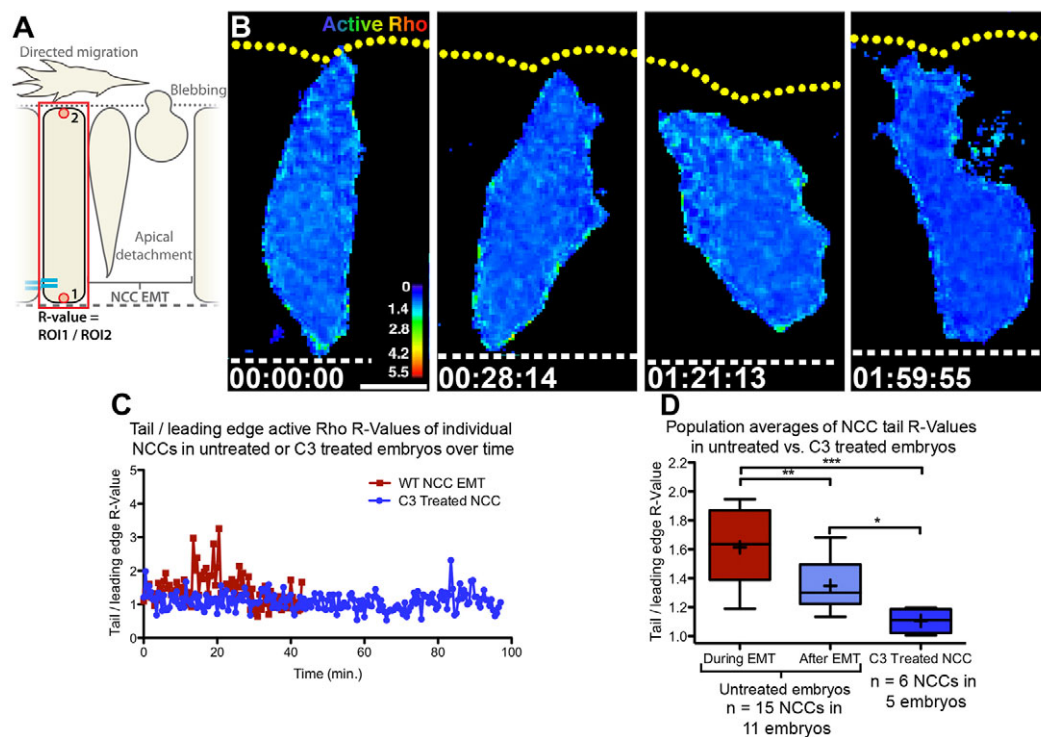 A
Directed migration
Blebbing
2
Apical
detachment
1
NCC EMT
R-value =
ROI1 / ROI2
B
Active Rho
0
1
1.4
2.8
4.2
5.5
00:00:00
00:28:14
01:21:13
01:59:55
C
Tail / leading edge active Rho R-Values of individual
NCCs in untreated or C3 treated embryos over time
Tail / leading edge R-Value
5
4
3
2
1
0
WT NCC EMT
C3 Treated NCC
0
20
40
60
80
100
Time (min.)
D
Population averages of NCC tail R-Values
in untreated vs. C3 treated embryos
Tail / leading edge R-Value
2.2
2.0
1.8
1.6
1.4
1.2
1.0
***
**
*
During EMT
After EMT
C3 Treated NCC
Untreated embryos
n = 15 NCCs in
11 embryos
n = 6 NCCs in
5 embryos